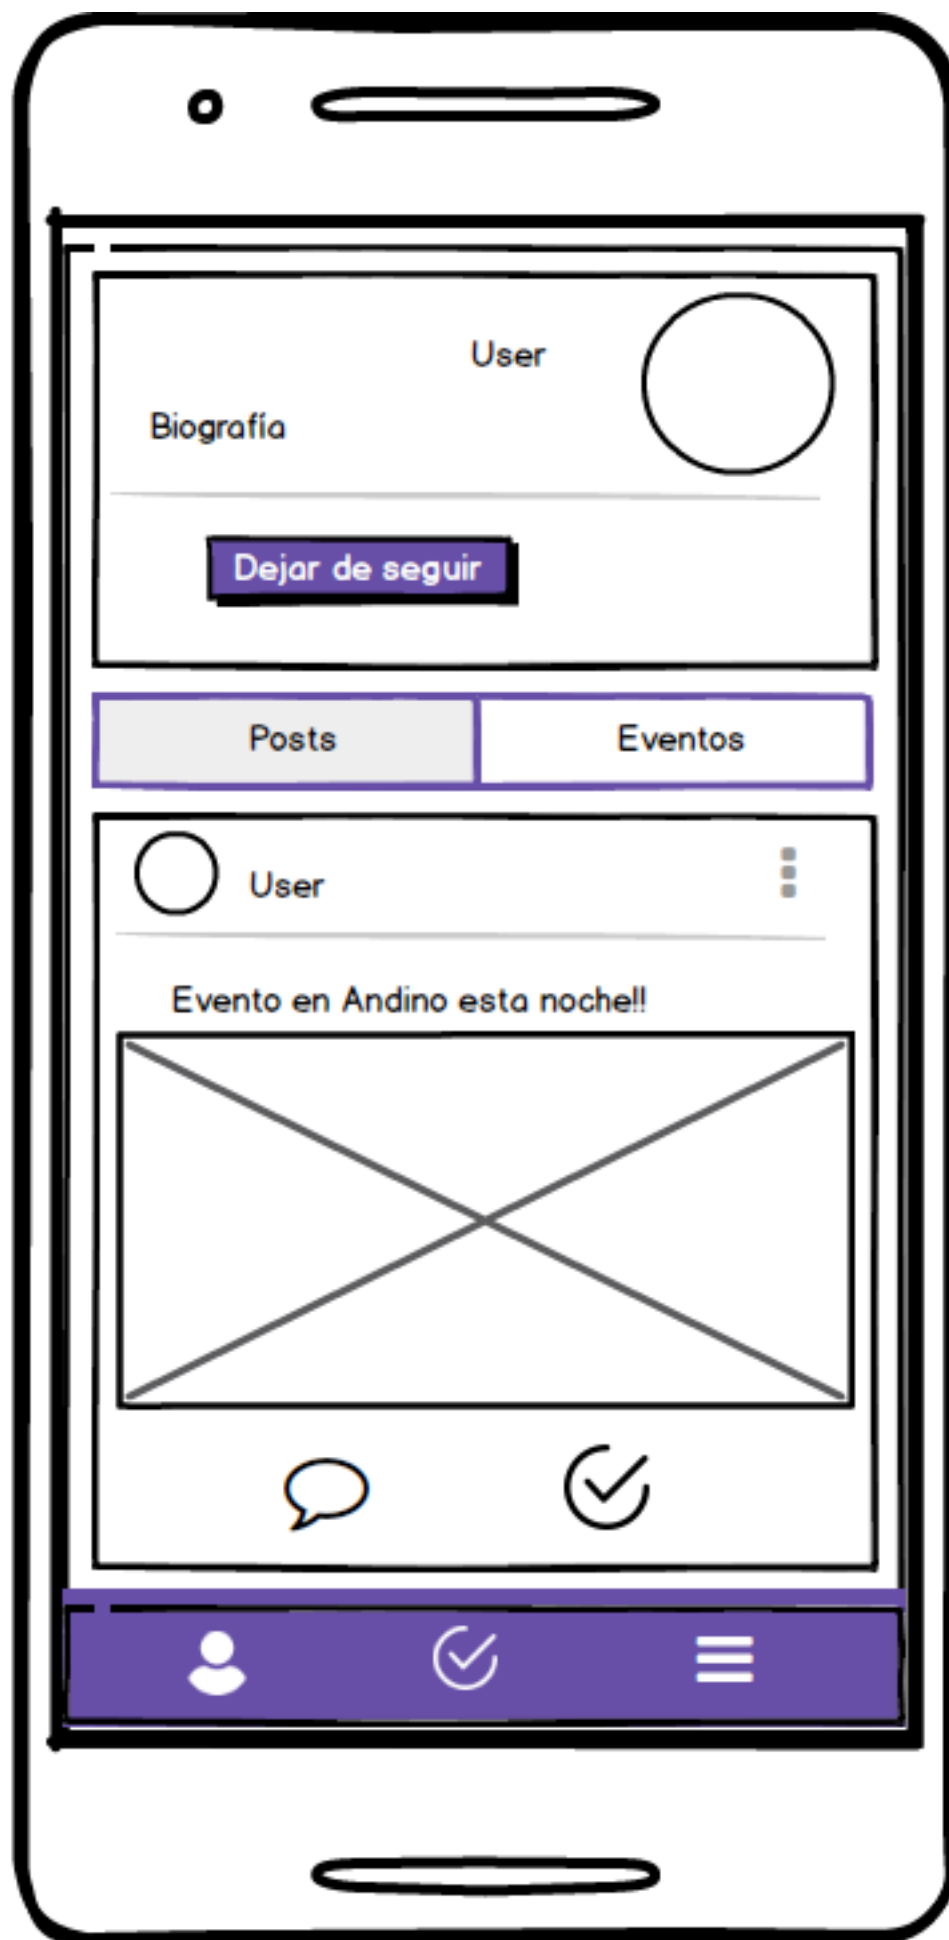 User
Biografía
Dejar de seguir
Posts
Eventos
User
Evento en Andino esta noche!!